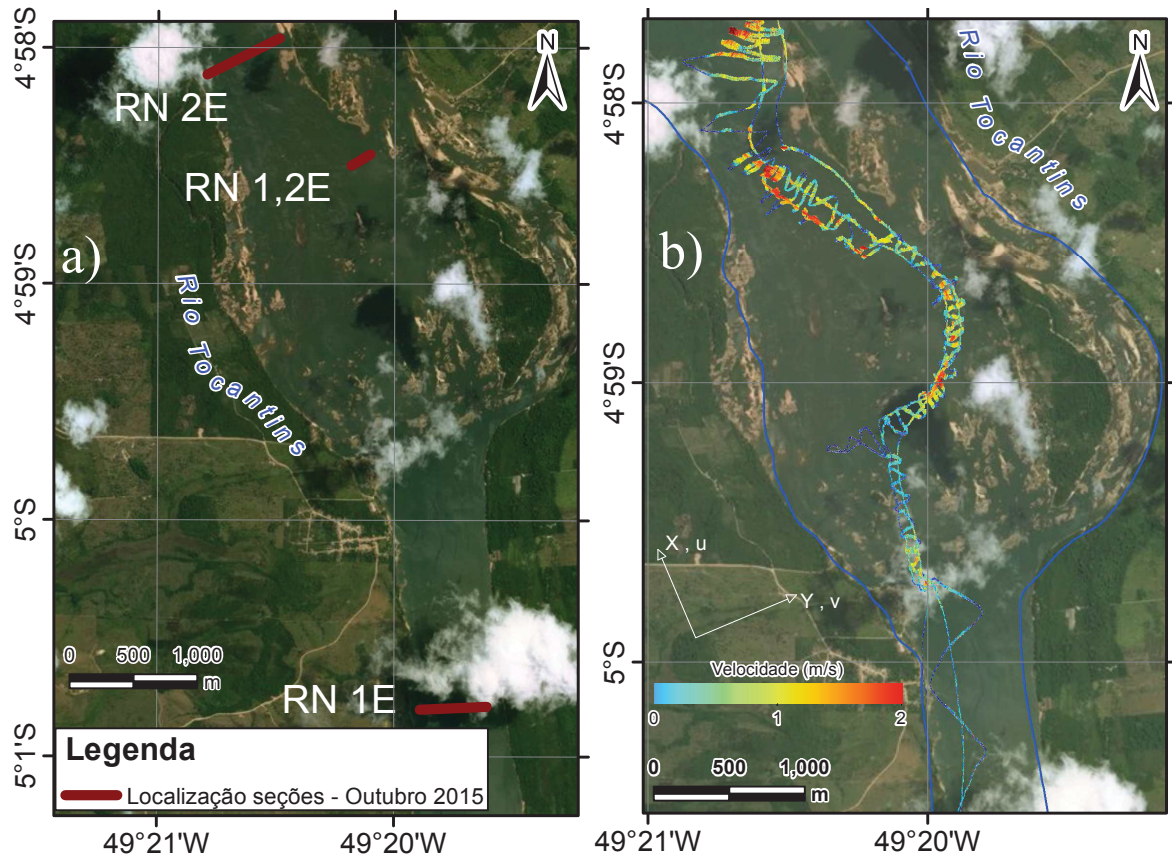 4°58'S
4°59'S
5°S
5°1'S
N
RN 2E
RN 1,2E
a)
Rio Tocantins
0 500 1,000
m
RN 1E
Legenda
Localização seções - Outubro 2015
49°21'W 49°20'W
4°58'S
4°59'S
5°S
N
Rio Tocantins
b)
X , u
Y , v
Velocidade (m/s)
0 1 2
0 500 1,000
m
49°21'W 49°20'W